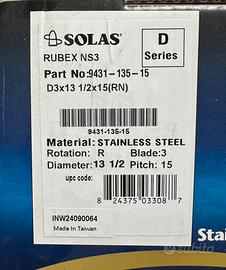 SOLAS
D
Series
RUBEX NS3
Part No:9431-135-15
D3x13 1/2x15(RN)
9431-135-15
Material: STAINLESS STEEL
Rotation: R Blade:3
Diameter: 13 1/2 Pitch: 15
upc code:
8 24375 03308 7
INW24090064
Made In Taiwan
Stai
subito